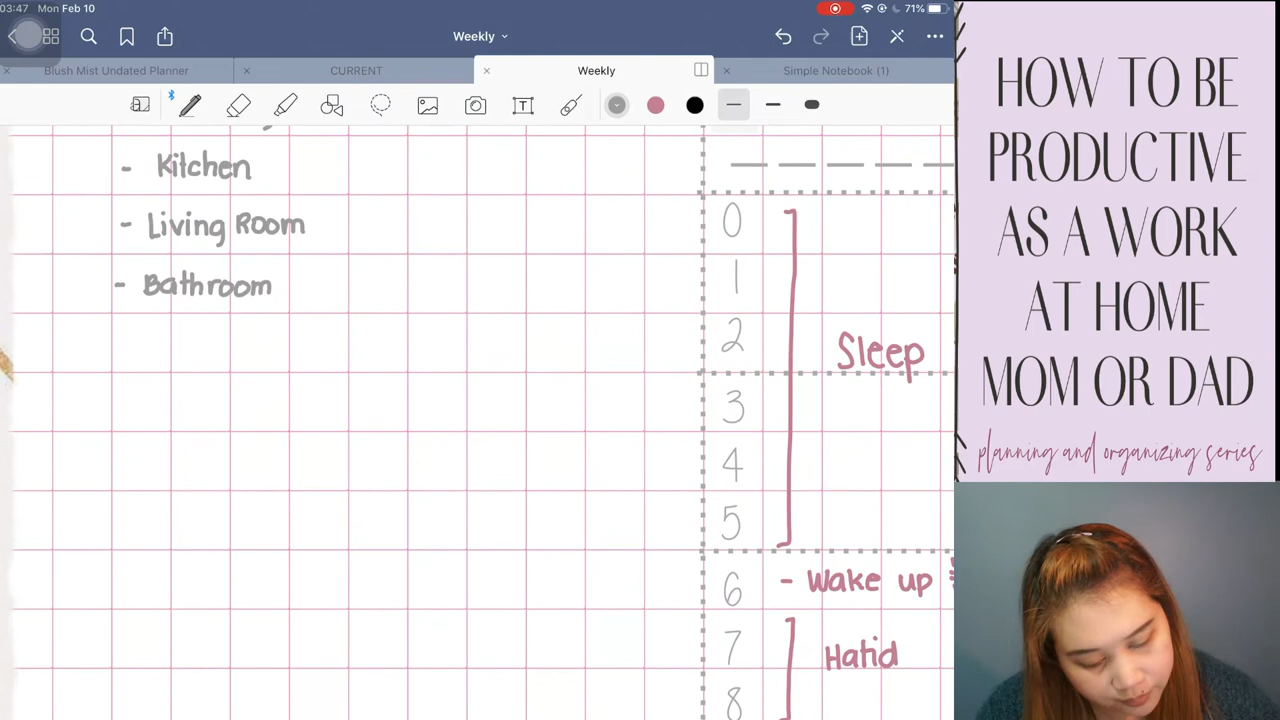 03:47 Mon Feb 10
71%
Weekly
Blush Mist Undated Planner
CURRENT
Weekly
Simple Notebook (1)
- Kitchen
- Living Room
- Bathroom
0
1
2
Sleep
3
4
5
6 - Wake up
7 Hatid
8
HOW TO BE
PRODUCTIVE
AS A WORK
AT HOME
MOM OR DAD
planning and organizing series